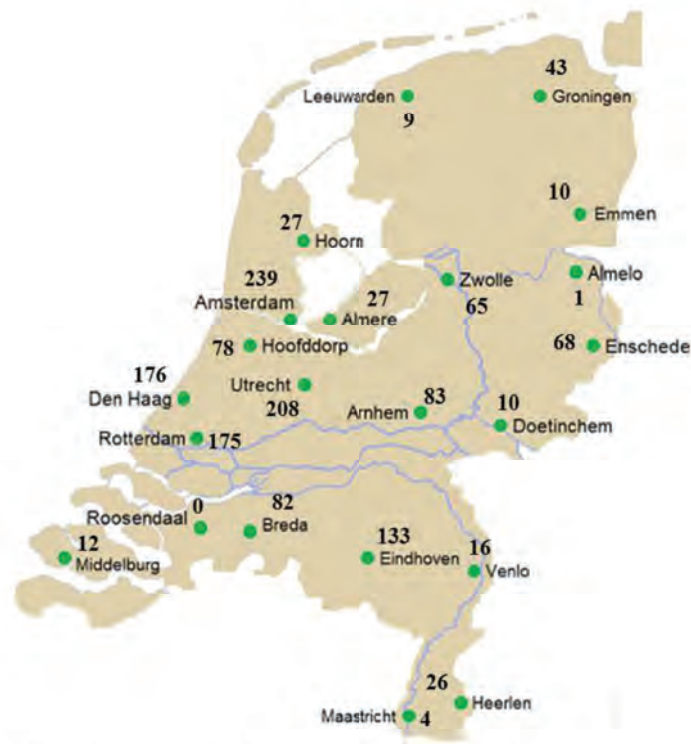 43
Leeuwarden
Groningen
9
10
Emmen
27
Hoorn
239
Zwolle
Almelo
27
Amsterdam
65
1
Almere
78
Hoofddorp
68
Enschede
176
Utrecht
Den Haag
208
Arnhem
83
10
Doetinchem
Rotterdam
175
0
82
Roosendaal
Breda
12
Middelburg
133
Eindhoven
16
Venlo
26
Heerlen
Maastricht
4